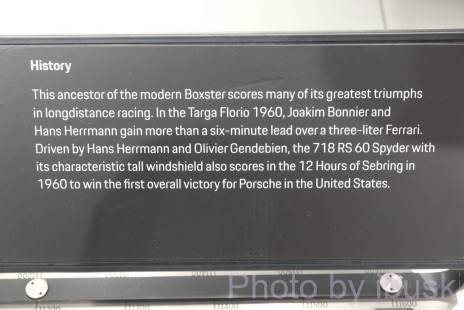 History
This ancestor of the modern Boxster scores many of its greatest triumphs
in longdistance racing. In the Targa Florio 1960, Joakim Bonnier and
Hans Herrmann gain more than a six-minute lead over a three-liter Ferrari.
Driven by Hans Herrmann and Olivier Gendebien, the 718 RS 60 Spyder with
its characteristic tall windshield also scores in the 12 Hours of Sebring in
1960 to win the first overall victory for Porsche in the United States.